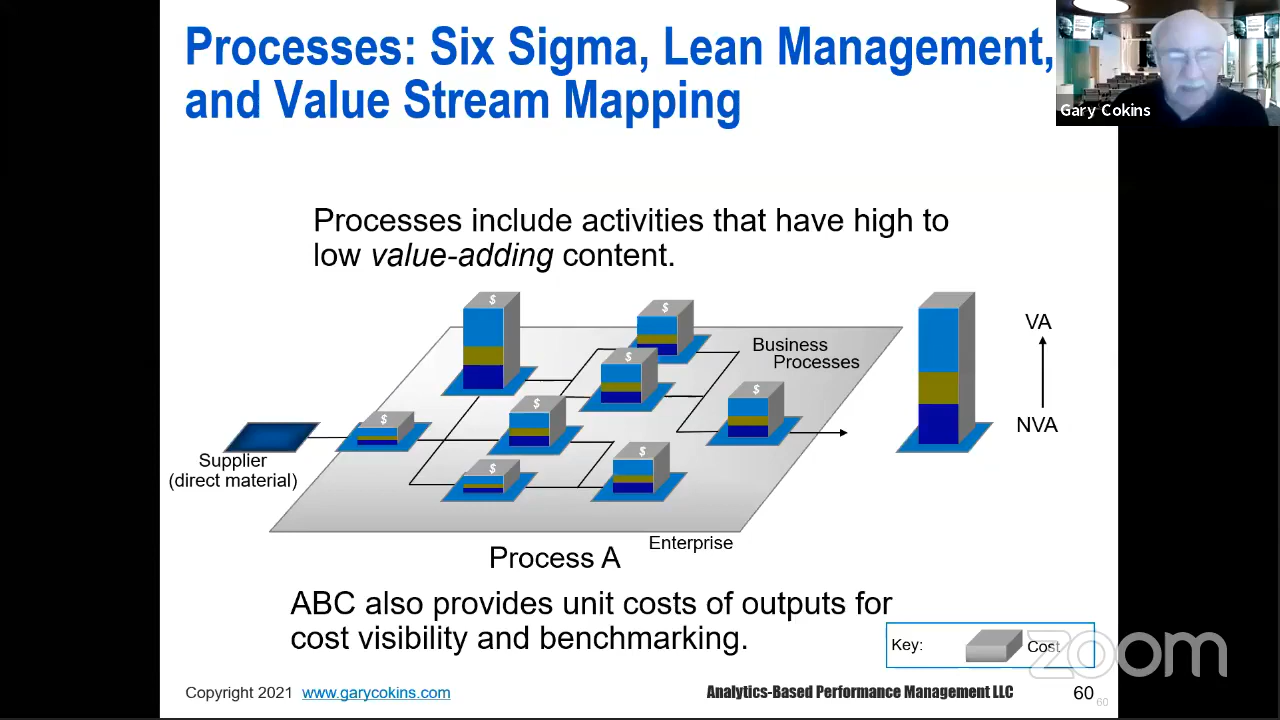 Processes: Six Sigma, Lean Management,
and Value Stream Mapping
Gary Cokins
Processes include activities that have high to
low value-adding content.
$
$
$
$
$
$
$
$
VA
Business
Processes
NVA
Supplier
(direct material)
Enterprise
Process A
ABC also provides unit costs of outputs for
cost visibility and benchmarking.
Key:
Cost
zoom
Copyright 2021 www.garycokins.com
Analytics-Based Performance Management LLC
60
60